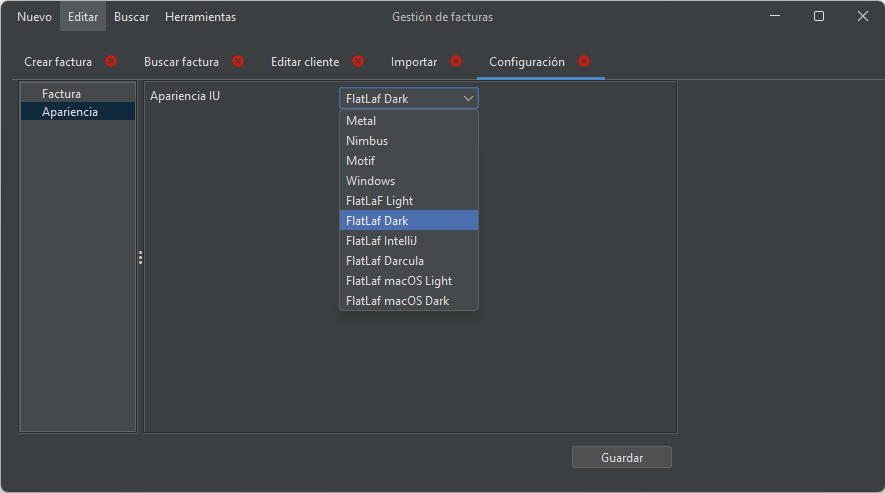 Nuevo Editar Buscar Herramientas Gestión de facturas
Crear factura Buscar factura Editar cliente Importar Configuración
Factura
Apariencia
Apariencia IU FlatLaf Dark
Metal
Nimbus
Motif
Windows
FlatLaF Light
FlatLaf Dark
FlatLaf IntelliJ
FlatLaf Darcula
FlatLaf macOS Light
FlatLaf macOS Dark
Guardar